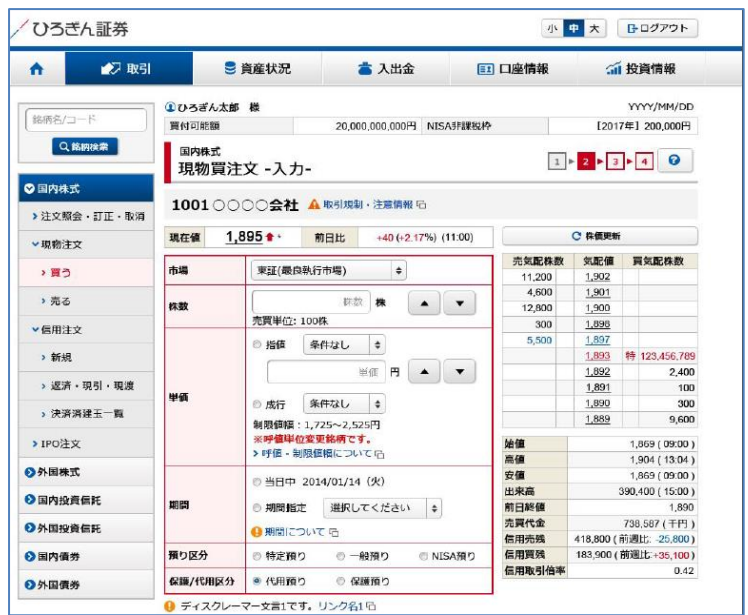 ひろぎん証券
小 中 大 ログアウト
取引 資産状況 入出金 口座情報 投資情報
銘柄名/コード
銘柄検索
国内株式
注文照会・訂正・取消
現物注文
買う
売る
信用注文
新規
返済・現引・現渡
決済済建玉一覧
IPO注文
外国株式
国内投資信託
外国投資信託
国内債券
外国債券
ひろぎん太郎 様 YYYY/MM/DD
買付可能額 20,000,000,000円 NISA非課税枠 [2017年] 200,000円
国内株式
現物買注文 -入力-
1 2 3 4 ?
1001 ○○○○会社 取引規制・注意情報
現在値 1,895 前日比 +40 (+2.17%) (11:00)
市場 東証(最良執行市場)
株数 株数 株
売買単位: 100株
単価
指値 条件なし
単価 円
成行 条件なし
制限値幅:1,725～2,525円
※呼値単位変更銘柄です。
呼値・制限値幅について
期間
当日中 2014/01/14 (火)
期間指定 選択してください
期間について
預り区分 特定預り 一般預り NISA預り
保護/代用区分 代用預り 保護預り
ディスクレーマー文言1です。リンク名1
株価更新
売気配株数 気配値 買気配株数
11,200 1,902
4,600 1,901
12,800 1,900
300 1,898
5,500 1,897
1,893 特 123,456,789
1,892 2,400
1,891 100
1,890 300
1,889 9,600
始値 1,869 ( 09:00 )
高値 1,904 ( 13:04 )
安値 1,869 ( 09:00 )
出来高 390,400 ( 15:00 )
前日終値 1,890
売買代金 738,587 ( 千円 )
信用売残 418,800 ( 前週比: -25,800 )
信用買残 183,900 ( 前週比:+35,100 )
信用取引倍率 0.42